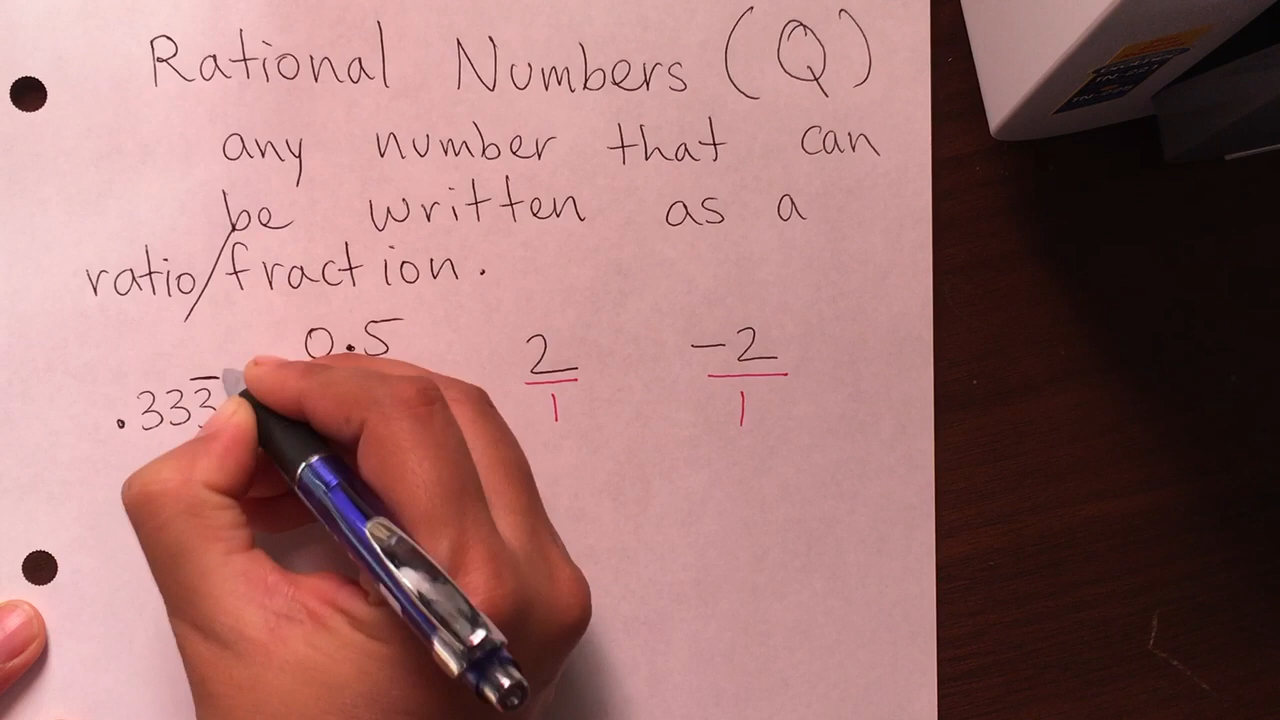 Rational Numbers (Q)
any number that can
be written as a
ratio/fraction.
0.5
.333̅
2/1
-2/1